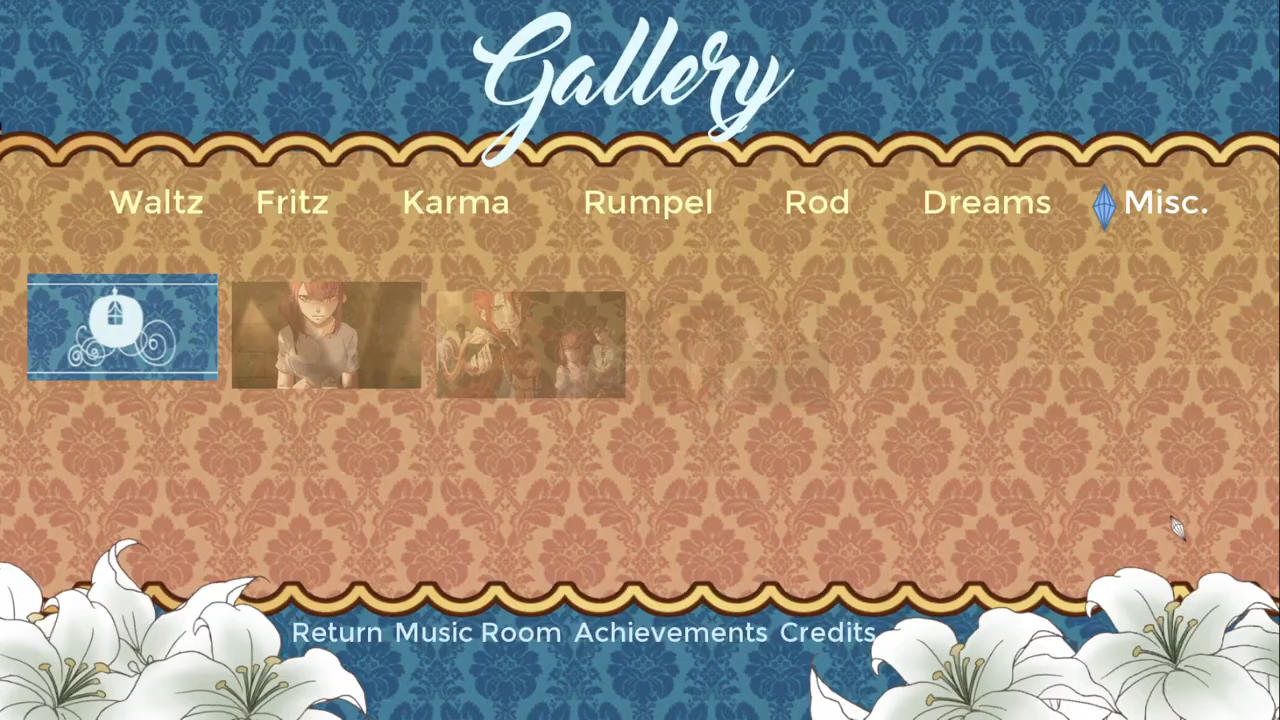 Gallery
Waltz Fritz Karma Rumpel Rod Dreams Misc.
Return Music Room Achievements Credits